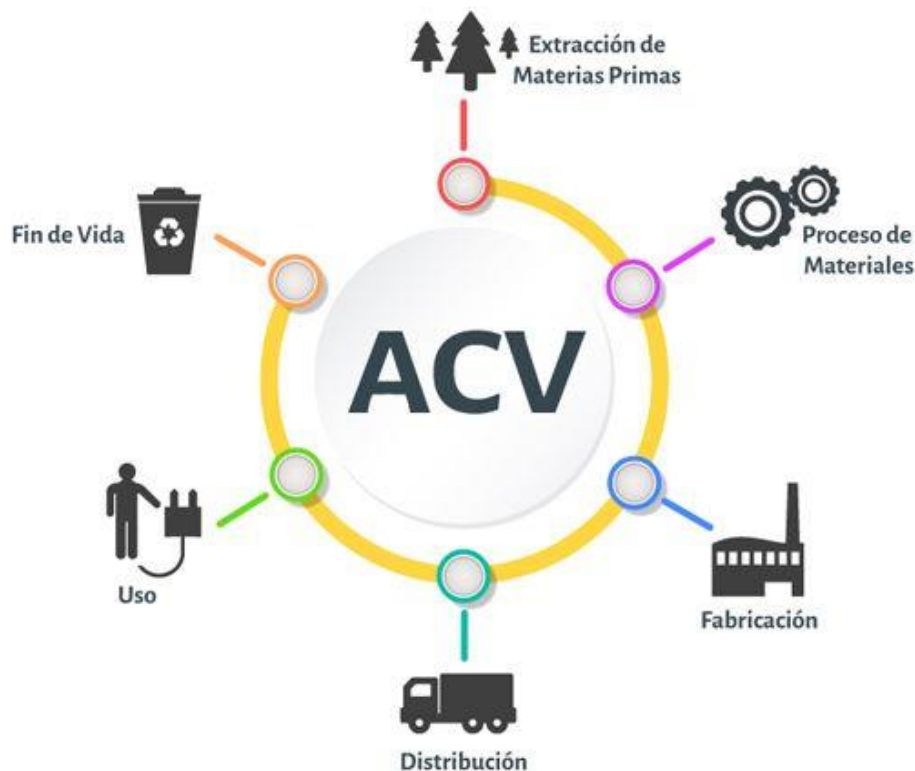 Extracción de
Materias Primas
Proceso de
Materiales
Fabricación
Distribución
Uso
Fin de Vida
ACV